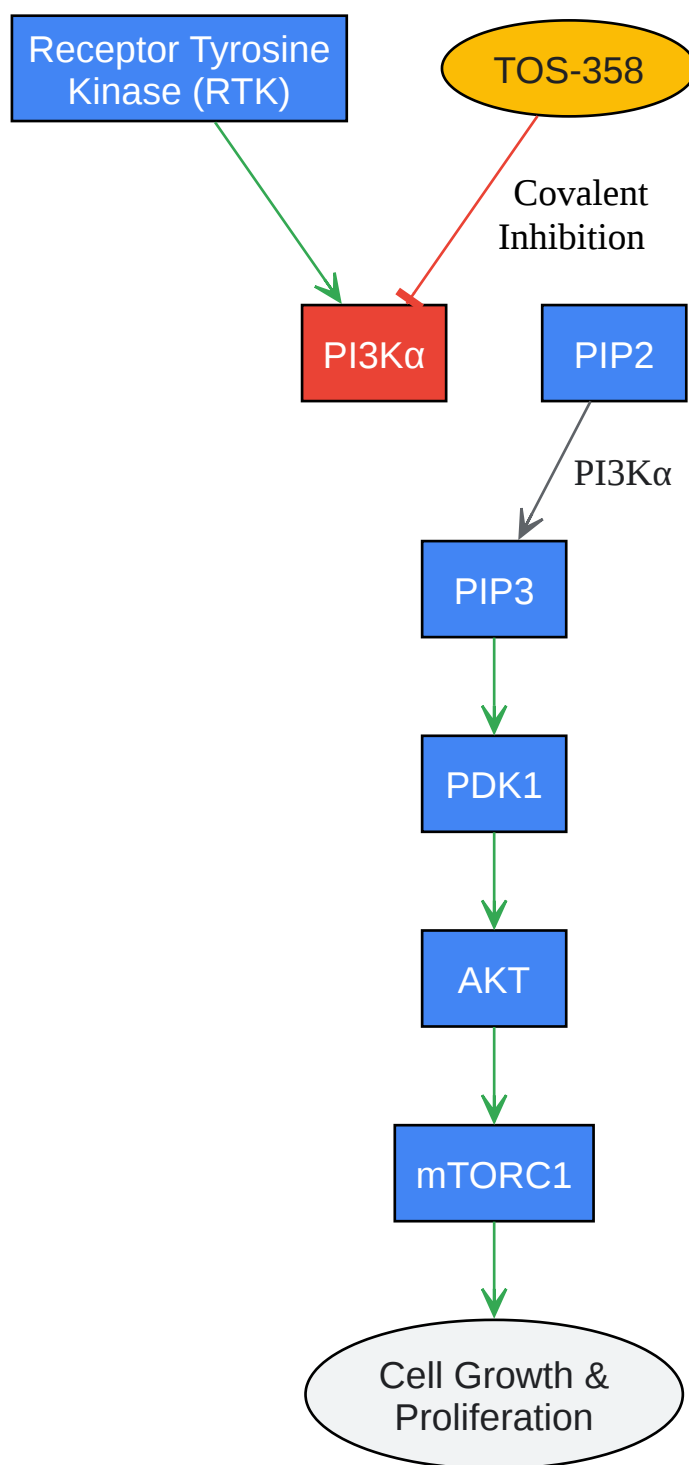 Receptor Tyrosine
Kinase (RTK)
TOS-358
Covalent
Inhibition
PI3Kα
PIP2
PI3Kα
PIP3
PDK1
AKT
mTORC1
Cell Growth &
Proliferation